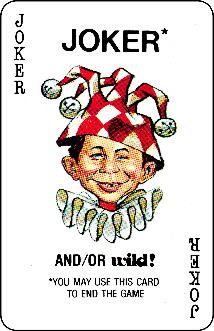 JOKER
JOKER*
AND/OR wild!
*YOU MAY USE THIS CARD
TO END THE GAME
JOKER